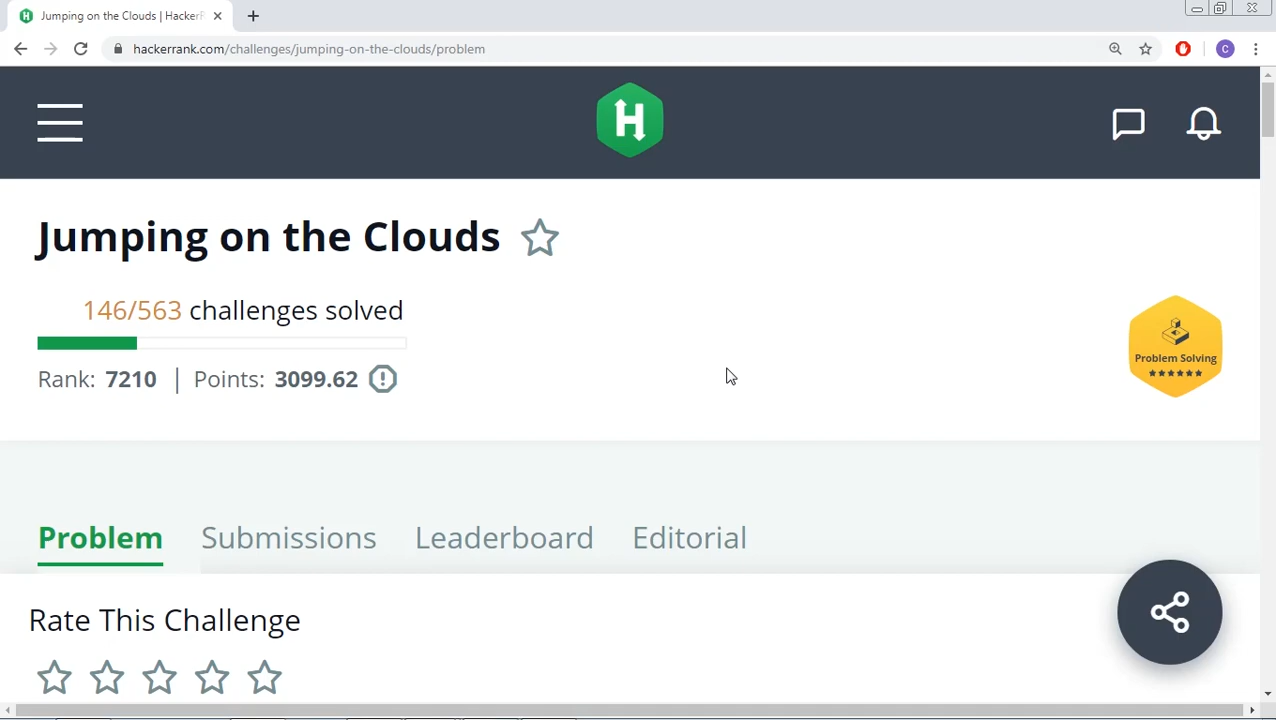 Jumping on the Clouds | HackerR
hackerrank.com/challenges/jumping-on-the-clouds/problem
C
H
Jumping on the Clouds
146/563 challenges solved
Rank: 7210 | Points: 3099.62
Problem Solving
Problem Submissions Leaderboard Editorial
Rate This Challenge